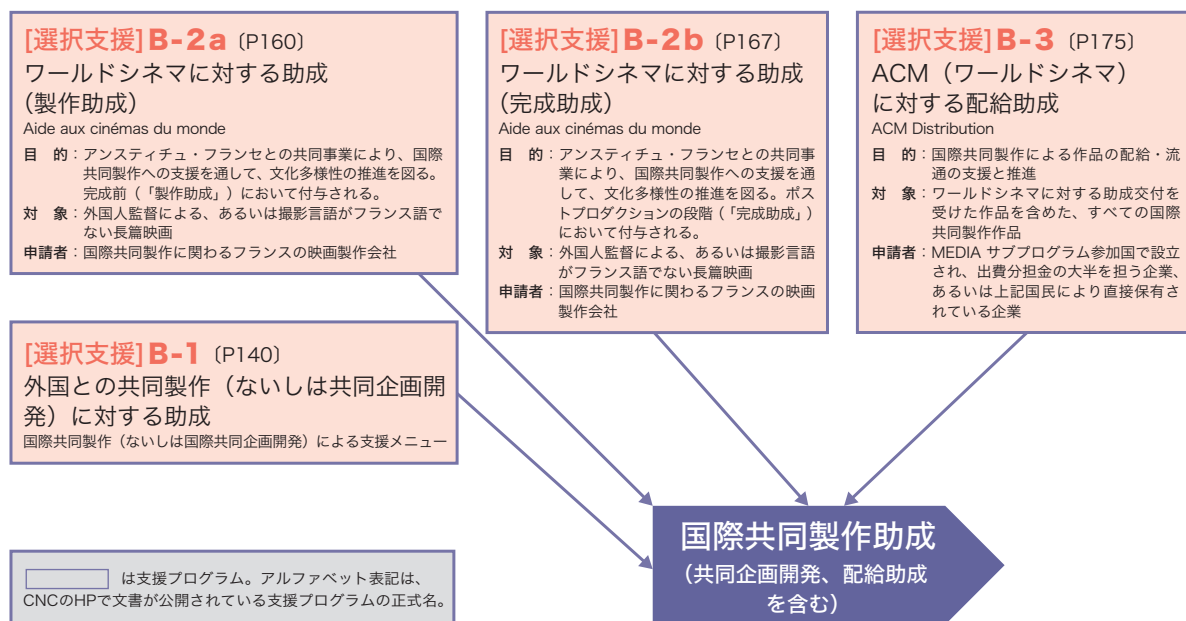 [選択支援]B-2a〔P160〕
ワールドシネマに対する助成
(製作助成)
Aide aux cinémas du monde
目　的：アンスティチュ・フランセとの共同事業により、国際
共同製作への支援を通して、文化多様性の推進を図る。
完成前（「製作助成」）において付与される。
対　象：外国人監督による、あるいは撮影言語がフランス語で
ない長篇映画
申請者：国際共同製作に関わるフランスの映画製作会社
[選択支援]B-2b〔P167〕
ワールドシネマに対する助成
(完成助成)
Aide aux cinémas du monde
目　的：アンスティチュ・フランセとの共同事
業により、国際共同製作への支援を通
して、文化多様性の推進を図る。ポス
トプロダクションの段階（「完成助成」）
において付与される。
対　象：外国人監督による、あるいは撮影言語
がフランス語でない長篇映画
申請者：国際共同製作に関わるフランスの映画
製作会社
[選択支援]B-3〔P175〕
ACM（ワールドシネマ）
に対する配給助成
ACM Distribution
目　的：国際共同製作による作品の配給・流
通の支援と推進
対　象：ワールドシネマに対する助成交付を
受けた作品を含めた、すべての国際
共同製作作品
申請者：MEDIA サブプログラム参加国で設立
され、出費分担金の大半を担う企業、
あるいは上記国民により直接保有さ
れている企業
[選択支援]B-1〔P140〕
外国との共同製作（ないしは共同企画開
発）に対する助成
国際共同製作（ないしは国際共同企画開発）による支援メニュー
国際共同製作助成
（共同企画開発、配給助成
を含む）
は支援プログラム。アルファベット表記は、
CNCのHPで文書が公開されている支援プログラムの正式名。